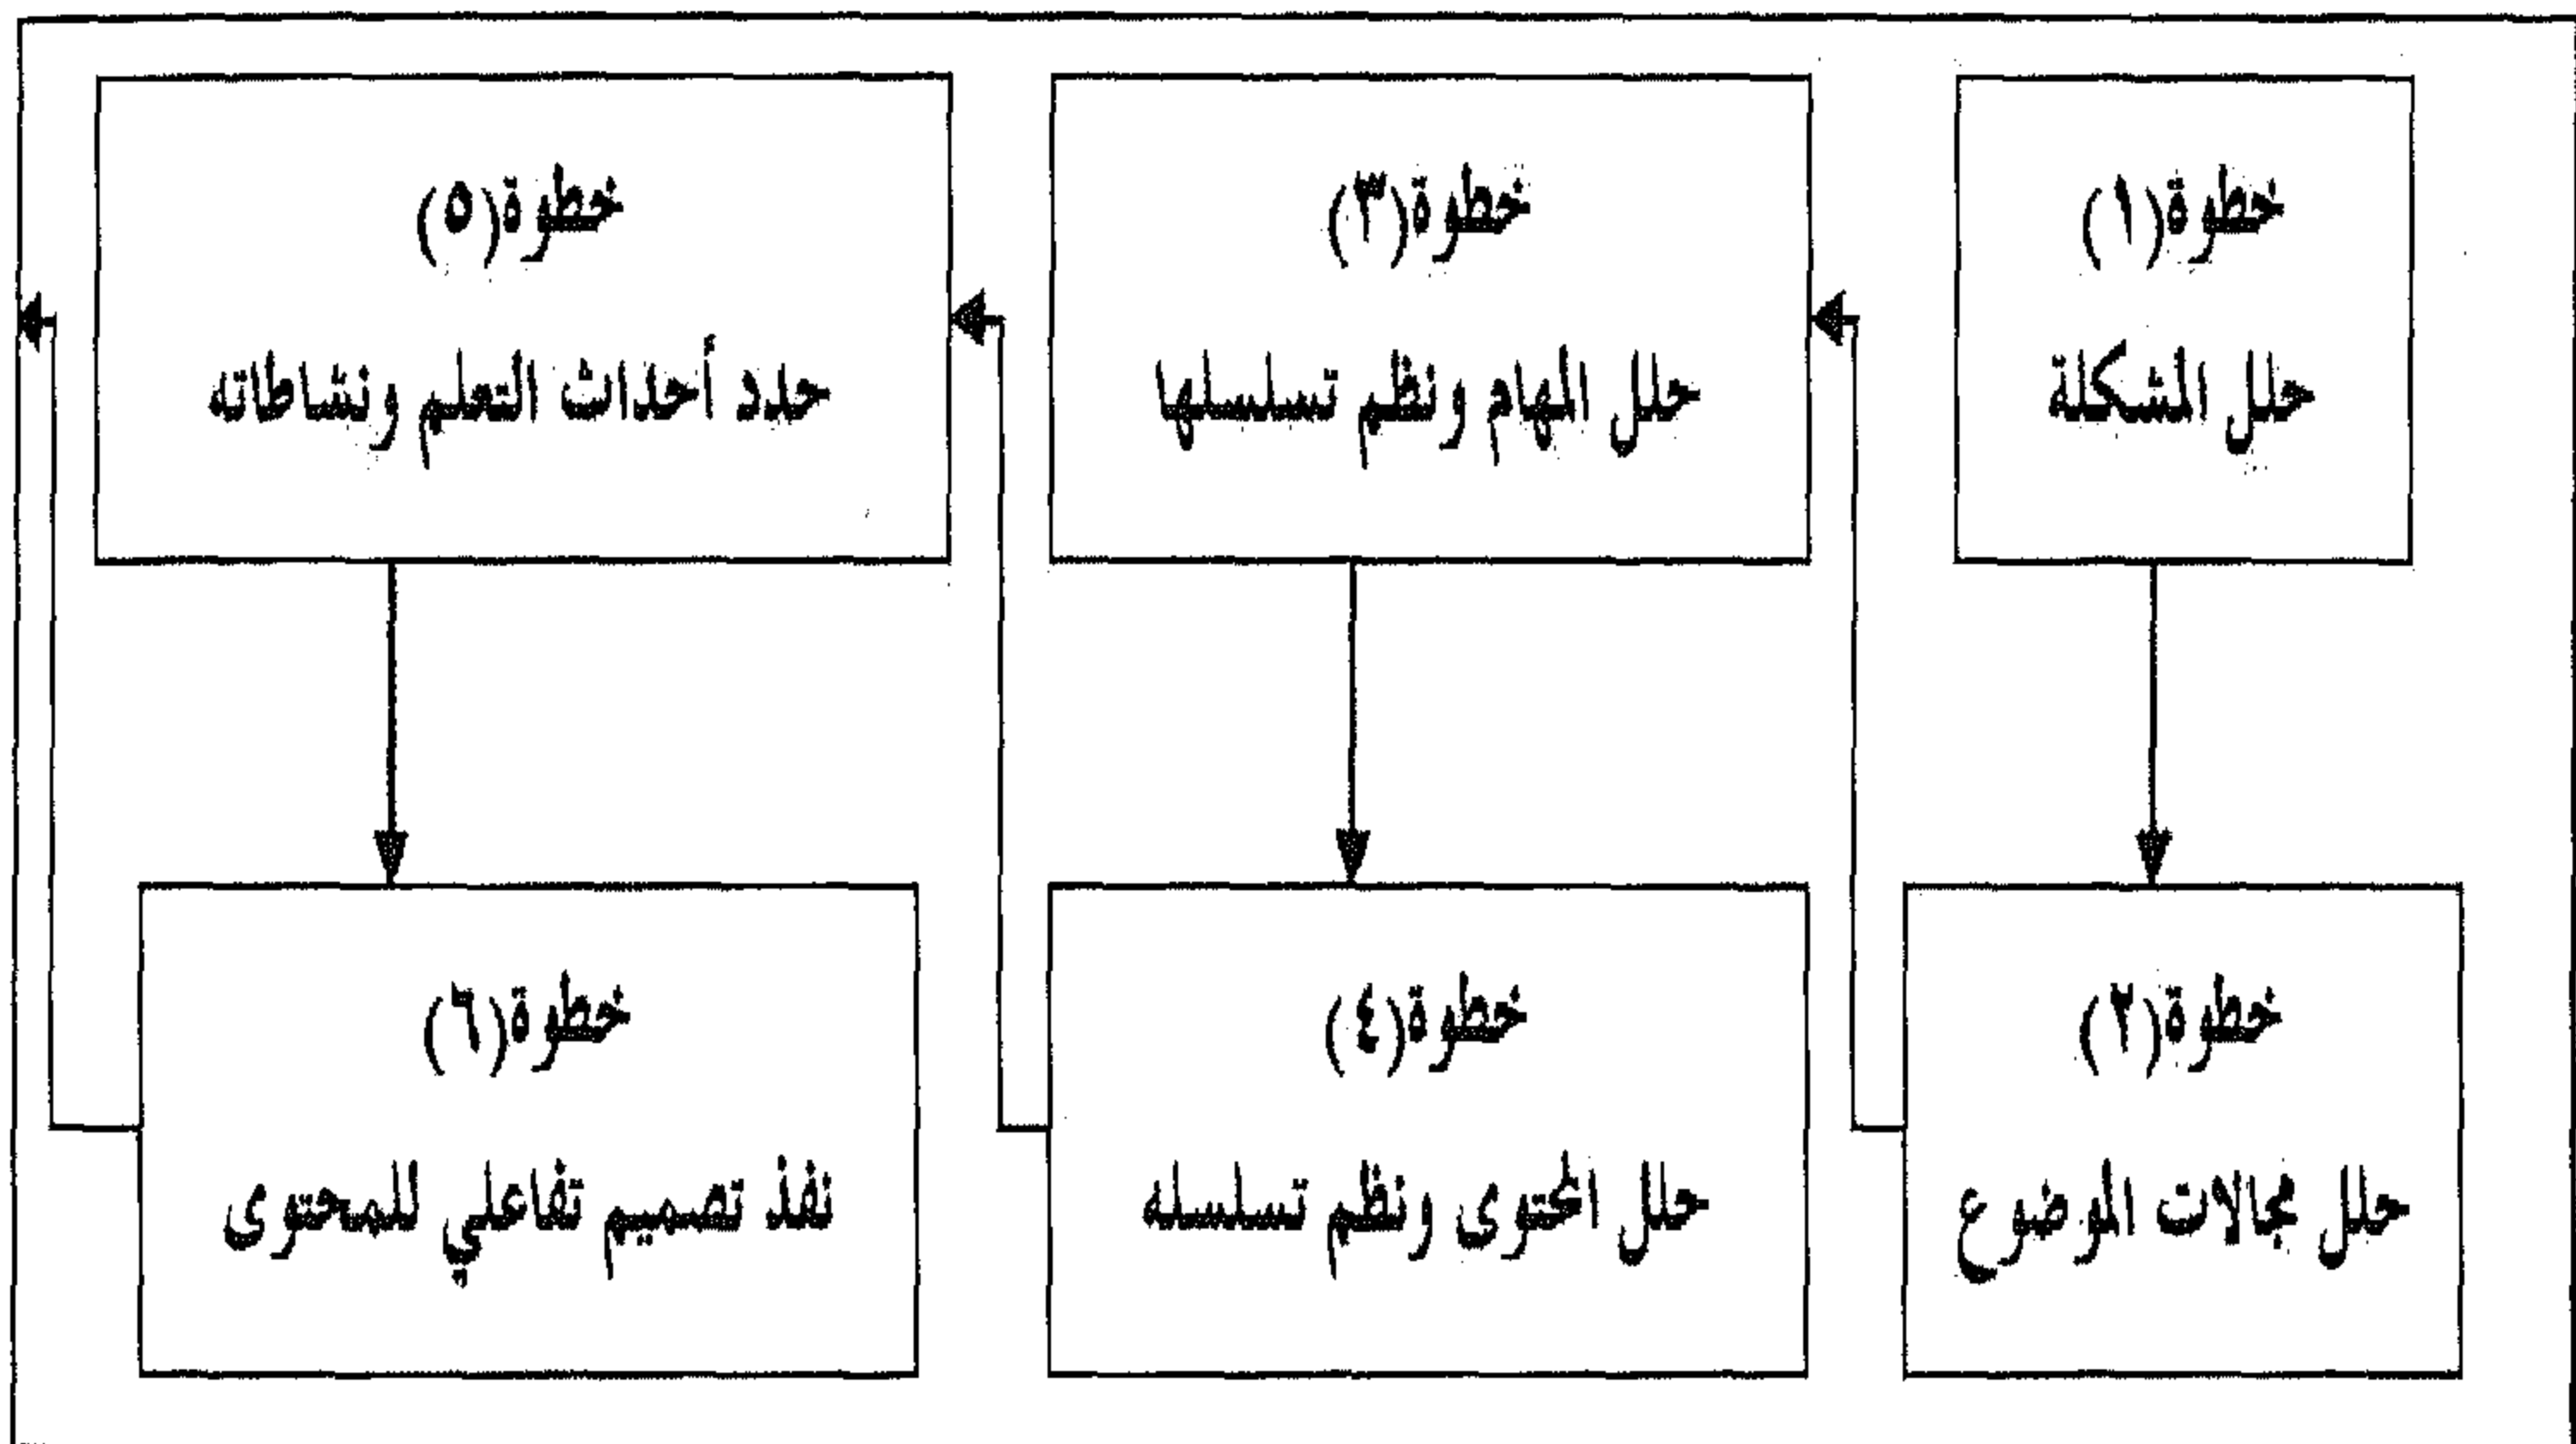 خطوة(١)
حلل المشكلة
خطوة(٢)
حلل مجالات الموضوع
خطوة(٣)
حلل المهام ونظم تسلسلها
خطوة(٤)
حلل المحتوى ونظم تسلسله
خطوة(٥)
حدد أحداث التعلم ونشاطاته
خطوة(٦)
نفذ تصميم تفاعلي للمحتوى